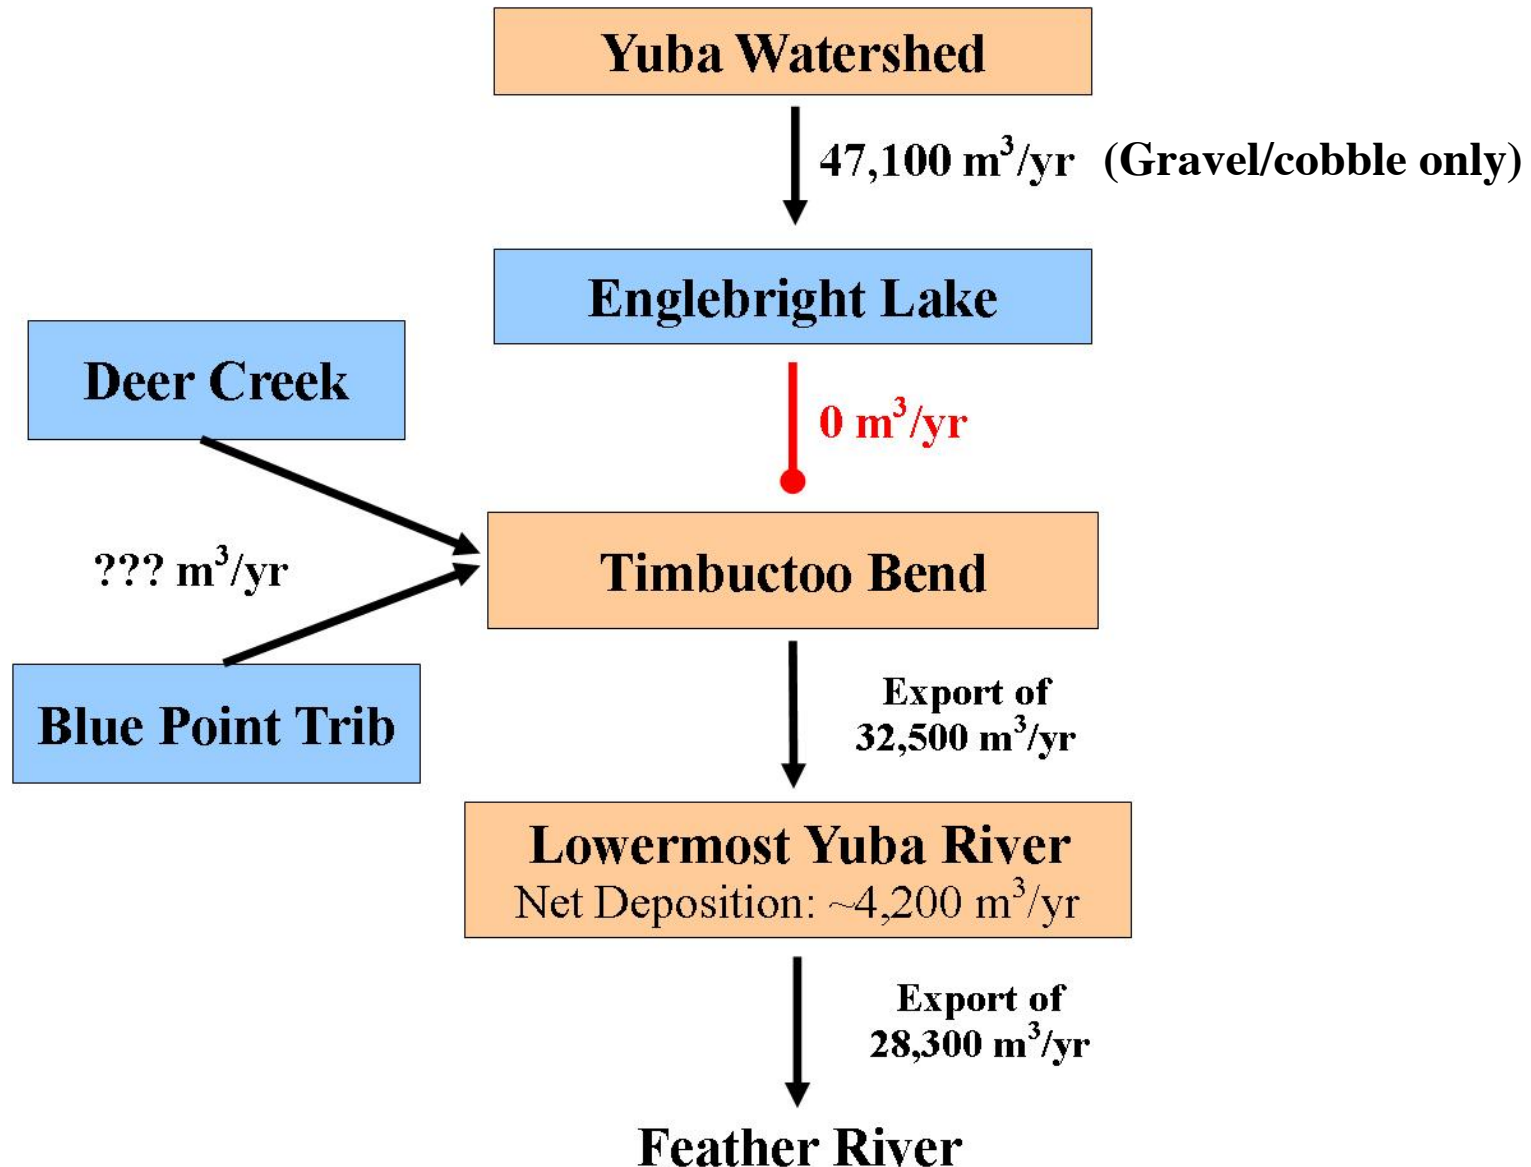 Yuba Watershed
47,100 m³/yr (Gravel/cobble only)
Englebright Lake
Deer Creek
0 m³/yr
??? m³/yr
Timbuctoo Bend
Blue Point Trib
Export of
32,500 m³/yr
Lowermost Yuba River
Net Deposition: ~4,200 m³/yr
Export of
28,300 m³/yr
Feather River